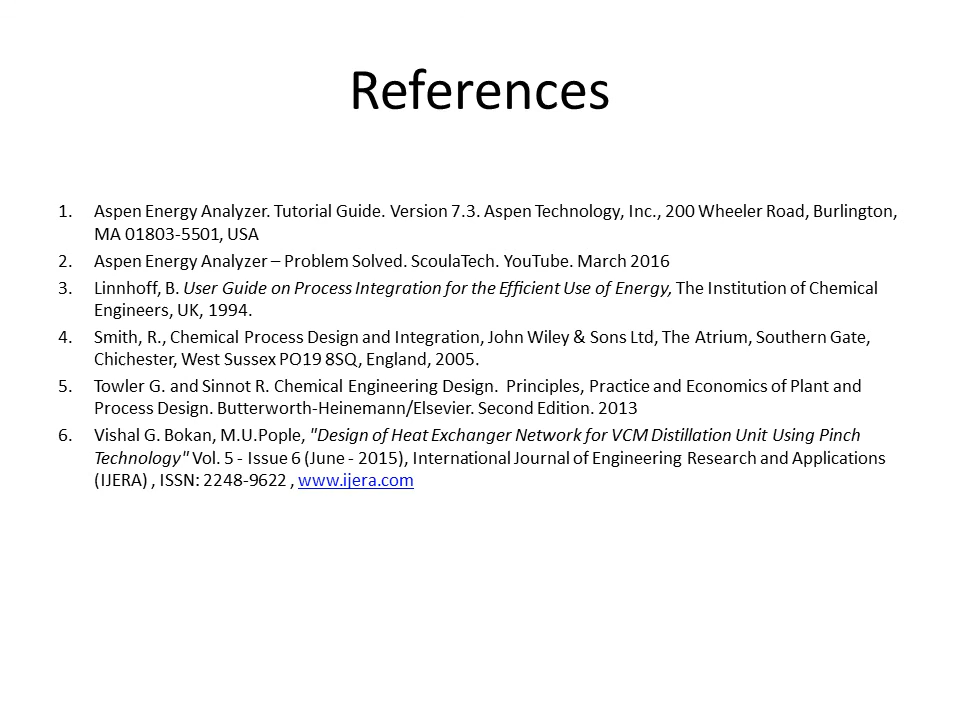 References
1. Aspen Energy Analyzer. Tutorial Guide. Version 7.3. Aspen Technology, Inc., 200 Wheeler Road, Burlington,
MA 01803-5501, USA
2. Aspen Energy Analyzer – Problem Solved. ScoulaTech. YouTube. March 2016
3. Linnhoff, B. User Guide on Process Integration for the Efficient Use of Energy, The Institution of Chemical
Engineers, UK, 1994.
4. Smith, R., Chemical Process Design and Integration, John Wiley & Sons Ltd, The Atrium, Southern Gate,
Chichester, West Sussex PO19 8SQ, England, 2005.
5. Towler G. and Sinnot R. Chemical Engineering Design. Principles, Practice and Economics of Plant and
Process Design. Butterworth-Heinemann/Elsevier. Second Edition. 2013
6. Vishal G. Bokan, M.U.Pople, "Design of Heat Exchanger Network for VCM Distillation Unit Using Pinch
Technology" Vol. 5 - Issue 6 (June - 2015), International Journal of Engineering Research and Applications
(IJERA) , ISSN: 2248-9622 , www.ijera.com